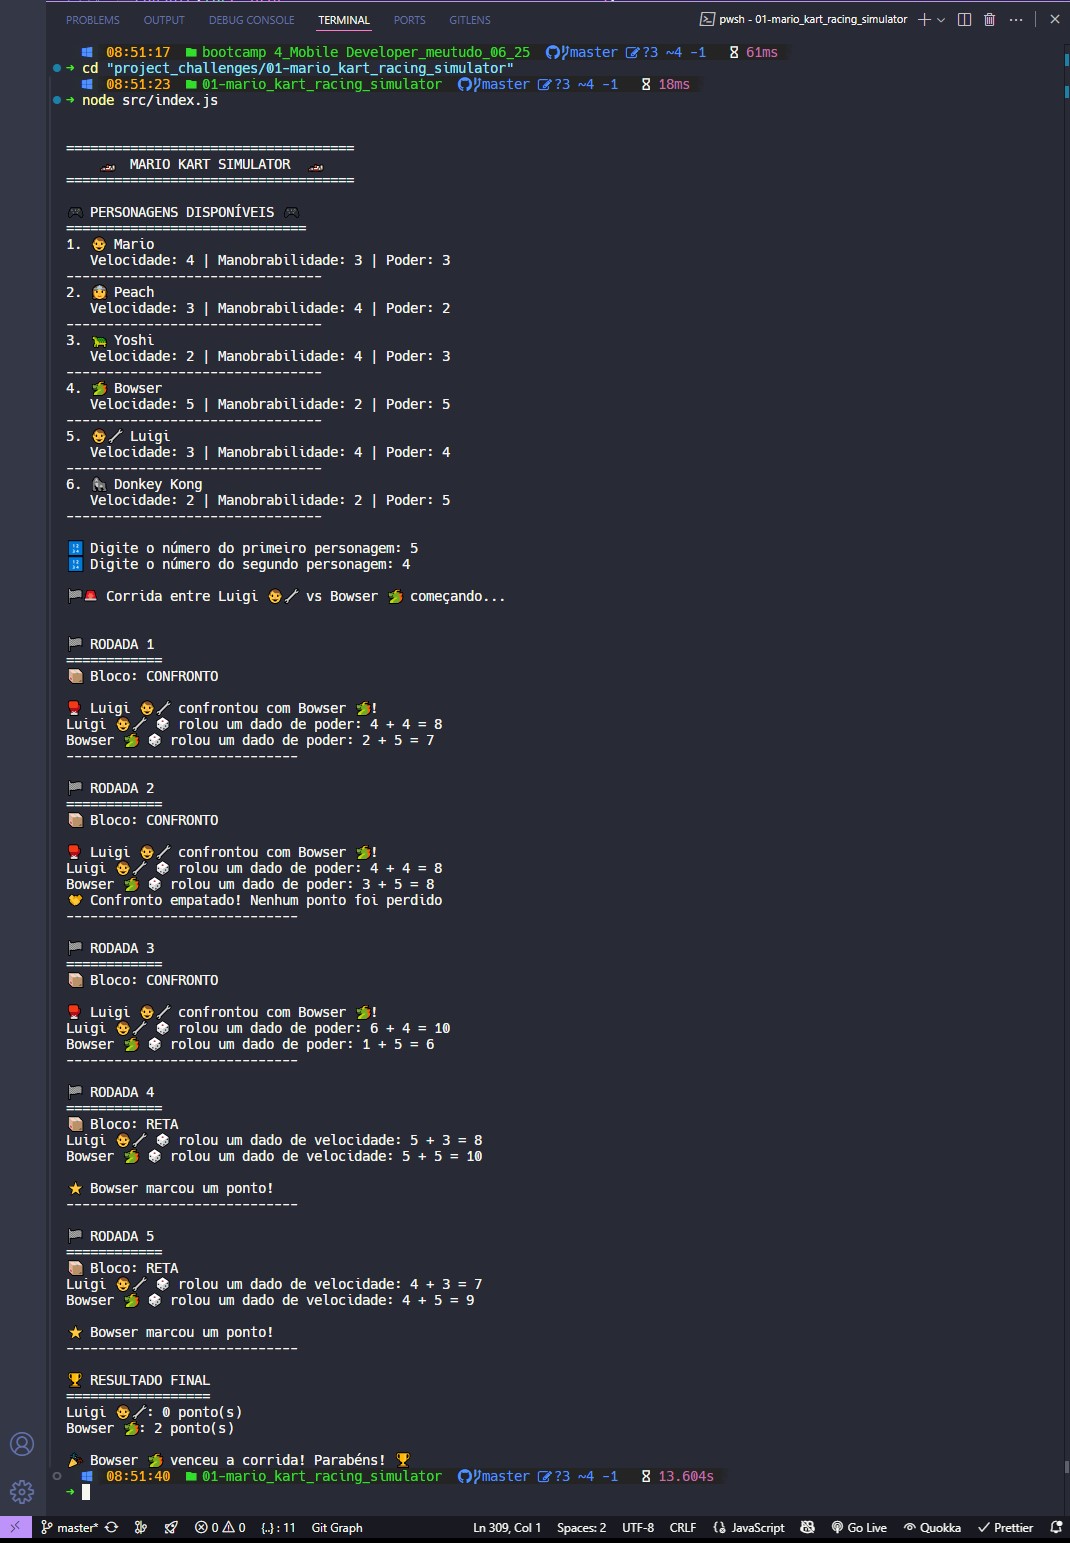 PROBLEMS OUTPUT DEBUG CONSOLE TERMINAL PORTS GITLENS pwsh - 01-mario_kart_racing_simulator
08:51:17 bootcamp 4_Mobile Developer_meutudo_06_25 master ?3 ~4 -1 61ms
→ cd "project_challenges/01-mario_kart_racing_simulator"
08:51:23 01-mario_kart_racing_simulator master ?3 ~4 -1 18ms
→ node src/index.js
====================================
🏎️ MARIO KART SIMULATOR 🏎️
====================================
🎮 PERSONAGENS DISPONÍVEIS 🎮
==============================
1. 👨 Mario
Velocidade: 4 | Manobrabilidade: 3 | Poder: 3
--------------------------------
2. 👸 Peach
Velocidade: 3 | Manobrabilidade: 4 | Poder: 2
--------------------------------
3. 🐢 Yoshi
Velocidade: 2 | Manobrabilidade: 4 | Poder: 3
--------------------------------
4. 🐲 Bowser
Velocidade: 5 | Manobrabilidade: 2 | Poder: 5
--------------------------------
5. 👨🔧 Luigi
Velocidade: 3 | Manobrabilidade: 4 | Poder: 4
--------------------------------
6. 🦍 Donkey Kong
Velocidade: 2 | Manobrabilidade: 2 | Poder: 5
--------------------------------
🔢 Digite o número do primeiro personagem: 5
🔢 Digite o número do segundo personagem: 4
🏁🚨 Corrida entre Luigi 👨🔧 vs Bowser 🐲 começando...
🏁 RODADA 1
============
📦 Bloco: CONFRONTO
🥊 Luigi 👨🔧 confrontou com Bowser 🐲!
Luigi 👨🔧 🎲 rolou um dado de poder: 4 + 4 = 8
Bowser 🐲 🎲 rolou um dado de poder: 2 + 5 = 7
-----------------------------
🏁 RODADA 2
============
📦 Bloco: CONFRONTO
🥊 Luigi 👨🔧 confrontou com Bowser 🐲!
Luigi 👨🔧 🎲 rolou um dado de poder: 4 + 4 = 8
Bowser 🐲 🎲 rolou um dado de poder: 3 + 5 = 8
🤝 Confronto empatado! Nenhum ponto foi perdido
-----------------------------
🏁 RODADA 3
============
📦 Bloco: CONFRONTO
🥊 Luigi 👨🔧 confrontou com Bowser 🐲!
Luigi 👨🔧 🎲 rolou um dado de poder: 6 + 4 = 10
Bowser 🐲 🎲 rolou um dado de poder: 1 + 5 = 6
-----------------------------
🏁 RODADA 4
============
📦 Bloco: RETA
Luigi 👨🔧 🎲 rolou um dado de velocidade: 5 + 3 = 8
Bowser 🐲 🎲 rolou um dado de velocidade: 5 + 5 = 10
⭐ Bowser marcou um ponto!
-----------------------------
🏁 RODADA 5
============
📦 Bloco: RETA
Luigi 👨🔧 🎲 rolou um dado de velocidade: 4 + 3 = 7
Bowser 🐲 🎲 rolou um dado de velocidade: 4 + 5 = 9
⭐ Bowser marcou um ponto!
-----------------------------
🏆 RESULTADO FINAL
==================
Luigi 👨🔧: 0 ponto(s)
Bowser 🐲: 2 ponto(s)
🎉 Bowser 🐲 venceu a corrida! Parabéns! 🏆
08:51:40 01-mario_kart_racing_simulator master ?3 ~4 -1 13.604s
→
master* 0 0 {..} : 11 Git Graph Ln 309, Col 1 Spaces: 2 UTF-8 CRLF JavaScript Go Live Quokka Prettier